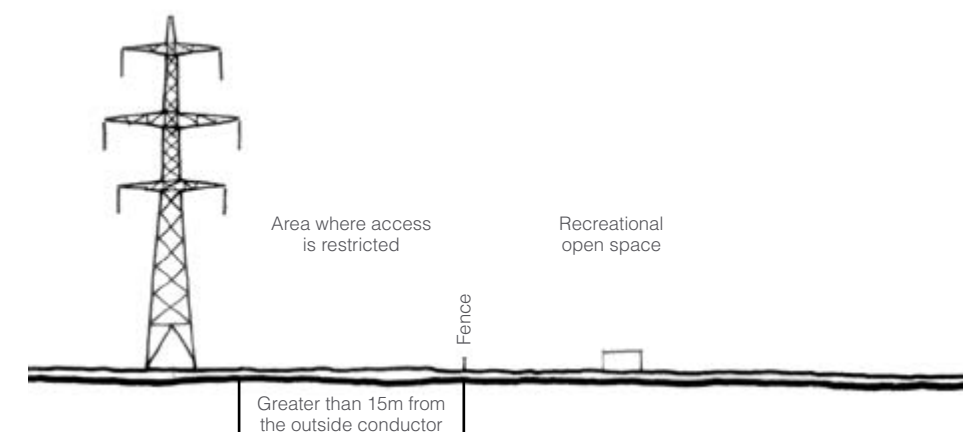 Area where access
is restricted
Recreational
open space
Fence
Greater than 15m from
the outside conductor